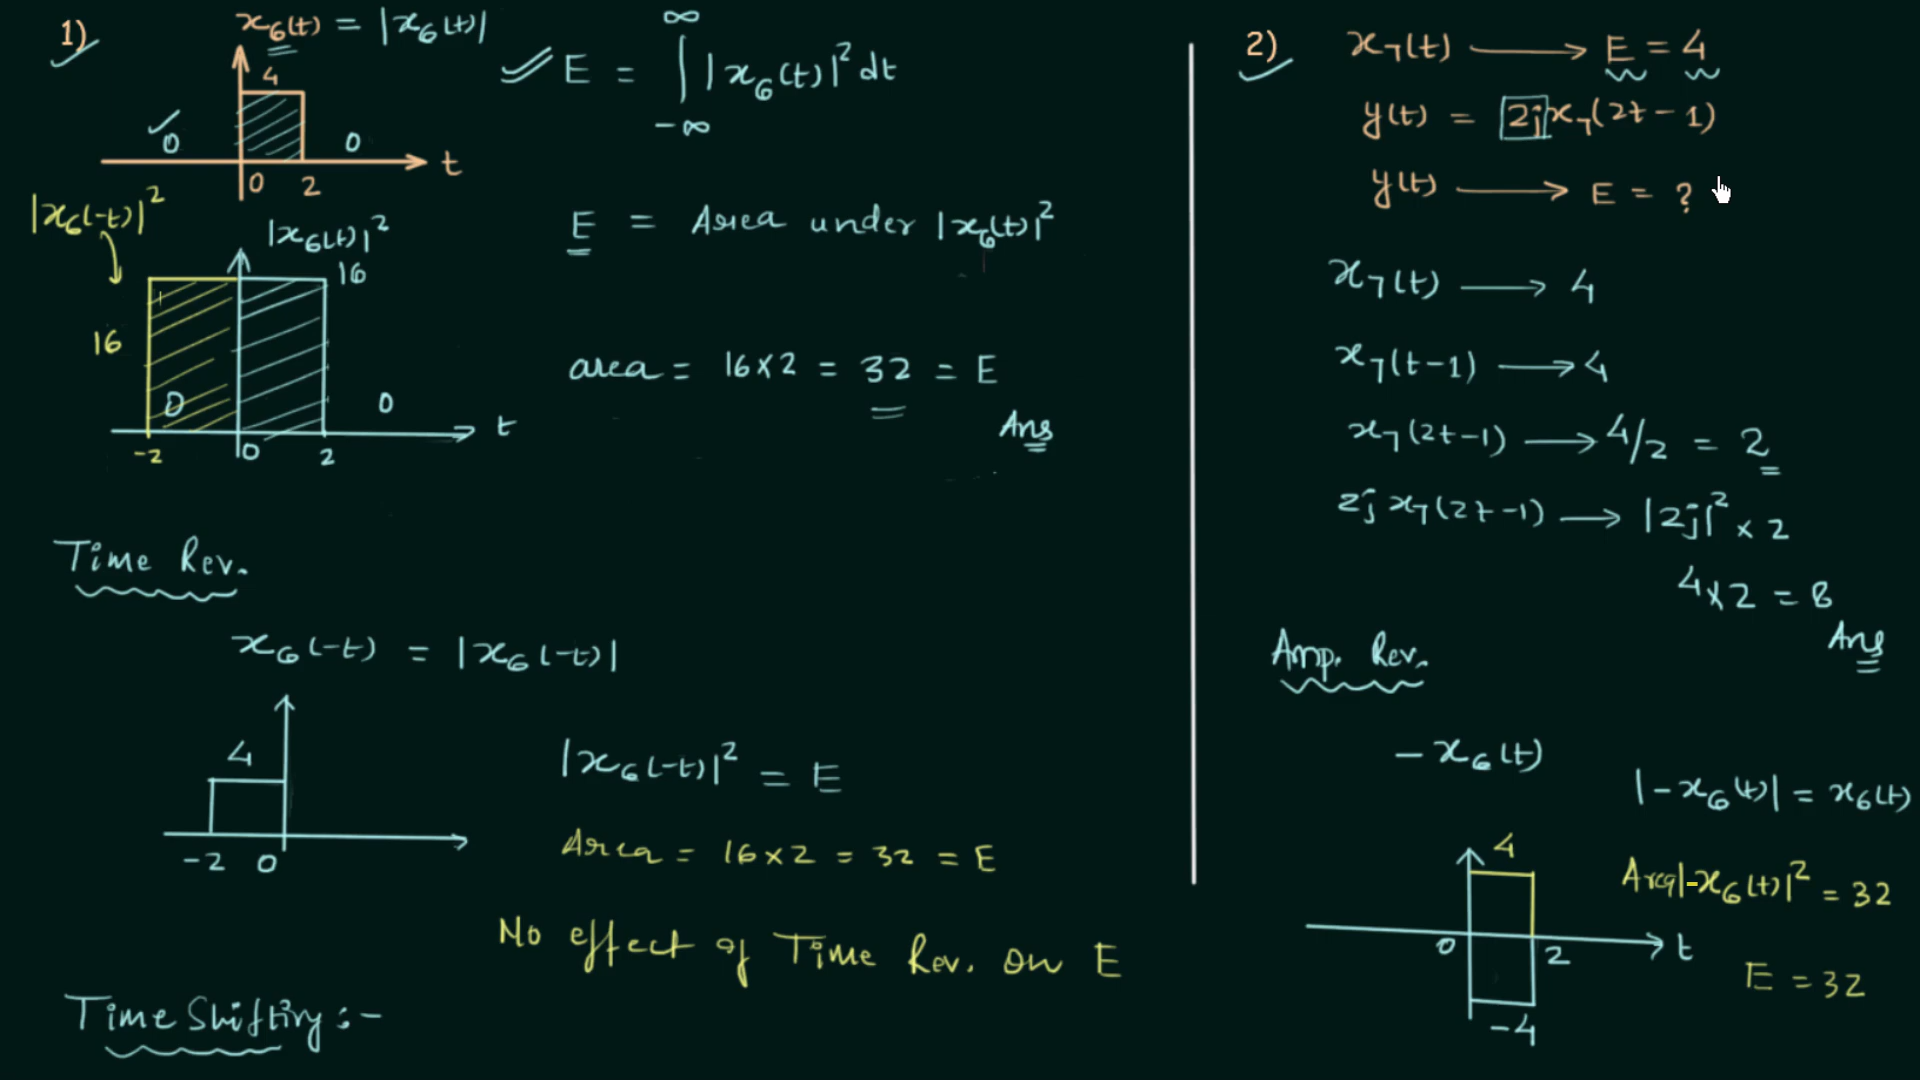 1)
x₆(t) = |x₆(t)|
4
0
0
0
2
t
E = ∫ |x₆(t)|² dt
∞
-∞
|x₆(-t)|²
|x₆(t)|²
16
16
0
0
-2
0
2
t
E = Area under |x₆(t)|²
area = 16×2 = 32 = E
Ans
Time Rev.
x₆(-t) = |x₆(-t)|
4
-2
0
|x₆(-t)|² = E
Area = 16×2 = 32 = E
No effect of Time Rev. on E
Time Shifting :-
2)
x₇(t) → E = 4
y(t) = 2j x₇(2t - 1)
y(t) → E = ?
x₇(t) → 4
x₇(t-1) → 4
x₇(2t-1) → 4/2 = 2
2j x₇(2t-1) → |2j|² × 2
4×2 = 8
Ans
Amp. Rev.
-x₆(t)
|-x₆(t)| = x₆(t)
4
0
2
t
-4
Area|-x₆(t)|² = 32
E = 32